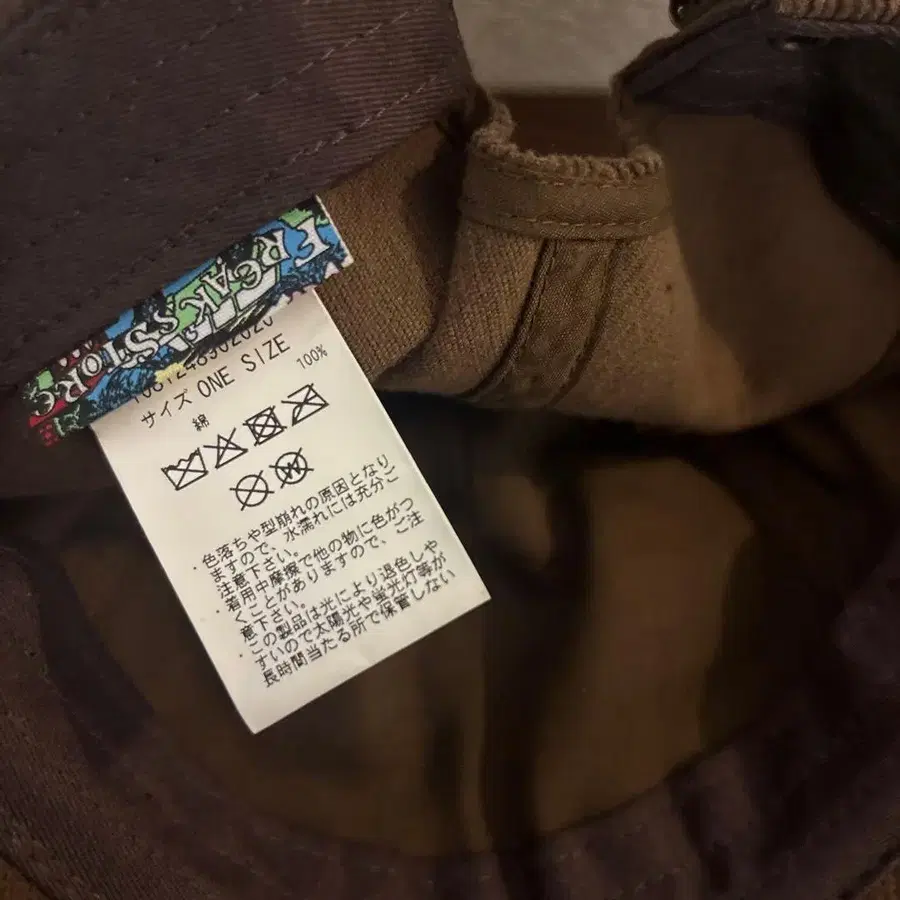 FREAK'S STORE
サイズ ONE SIZE
綿 100%
・色落ちや型崩れの原因となり
ますので、水濡れには充分ご
注意下さい。
・着用中摩擦で他の物に色がつ
くことがありますので、ご注
意下さい。
・この製品は光により退色しや
すいので太陽光や蛍光灯等が
長時間当たる所で保管しない